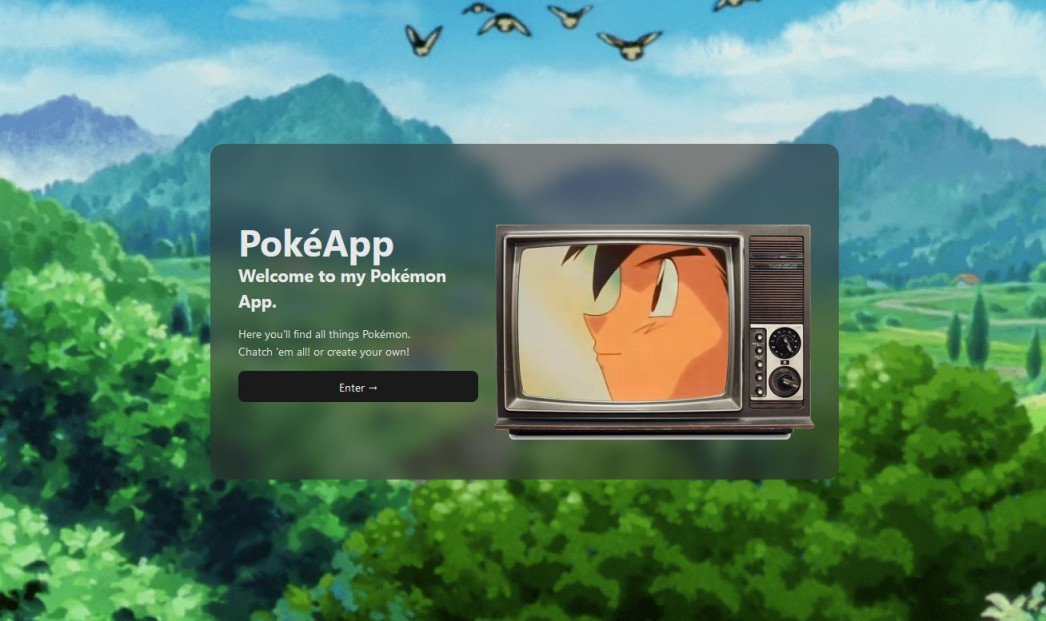 PokéApp
Welcome to my Pokémon
App.
Here you'll find all things Pokémon.
Chatch 'em all! or create your own!
Enter →